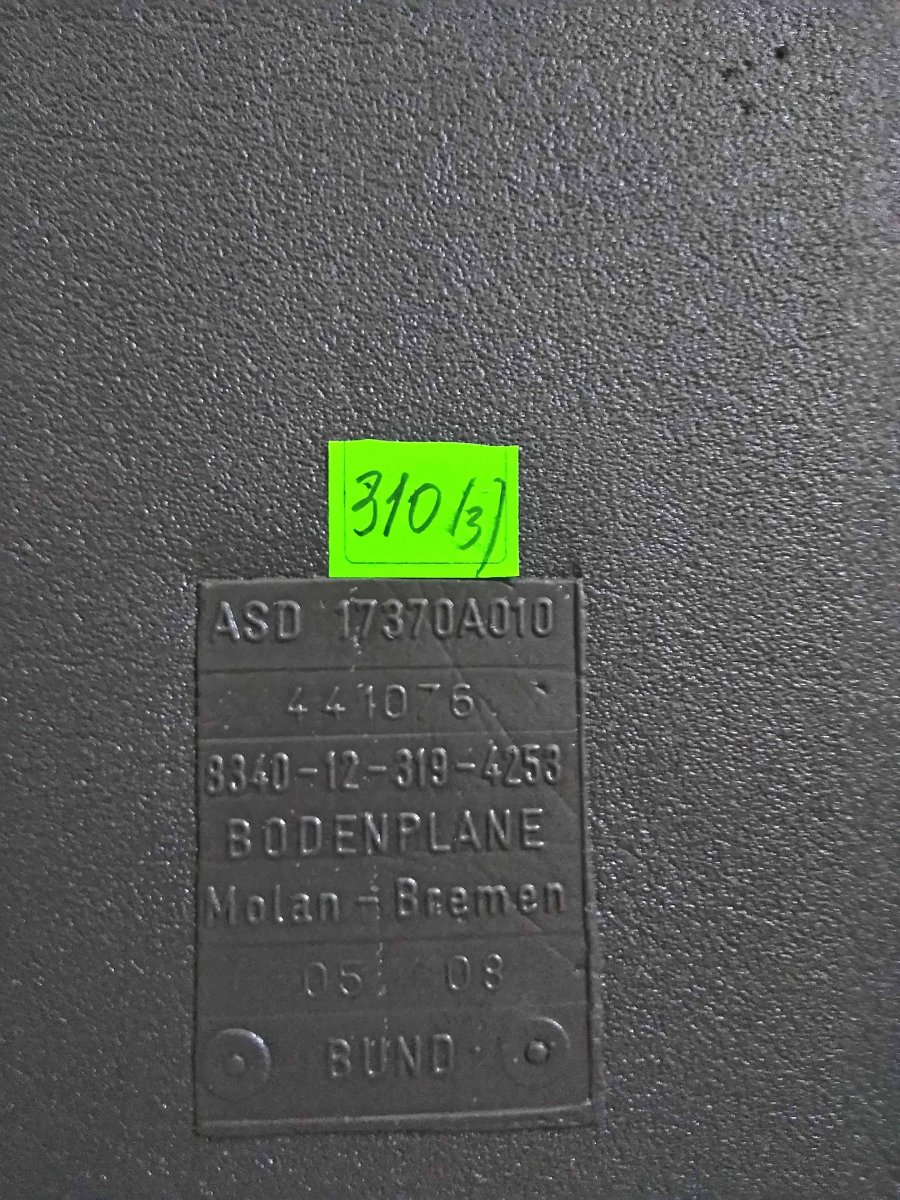 310 (3)
ASD 17370A010
441076
8340-12-319-4253
BODENPLANE
Molan - Bremen
05 08
BUND